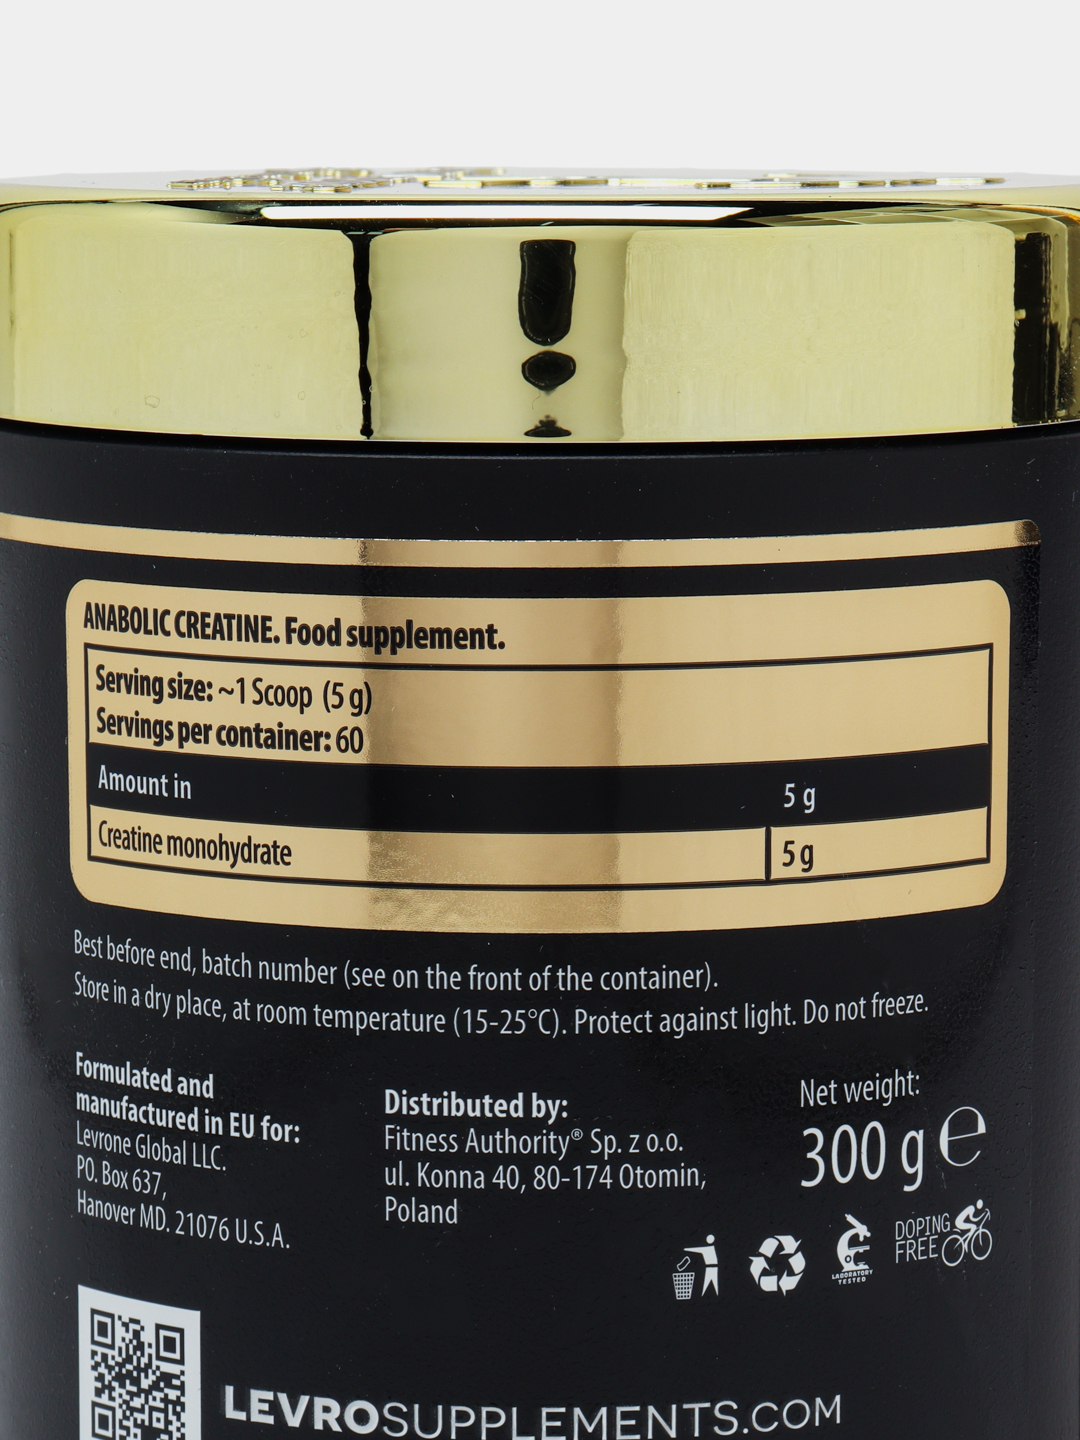 ANABOLIC CREATINE. Food supplement.
Serving size: ~1 Scoop (5 g)
Servings per container: 60
Amount in 5 g
Creatine monohydrate 5 g
Best before end, batch number (see on the front of the container).
Store in a dry place, at room temperature (15-25°C). Protect against light. Do not freeze.
Formulated and
manufactured in EU for:
Levrone Global LLC.
PO. Box 637,
Hanover MD. 21076 U.S.A.
Distributed by:
Fitness Authority® Sp. z o.o.
ul. Konna 40, 80-174 Otomin,
Poland
Net weight:
300 g ℮
LABORATORY
TESTED
DOPING
FREE
LEVROSUPPLEMENTS.COM